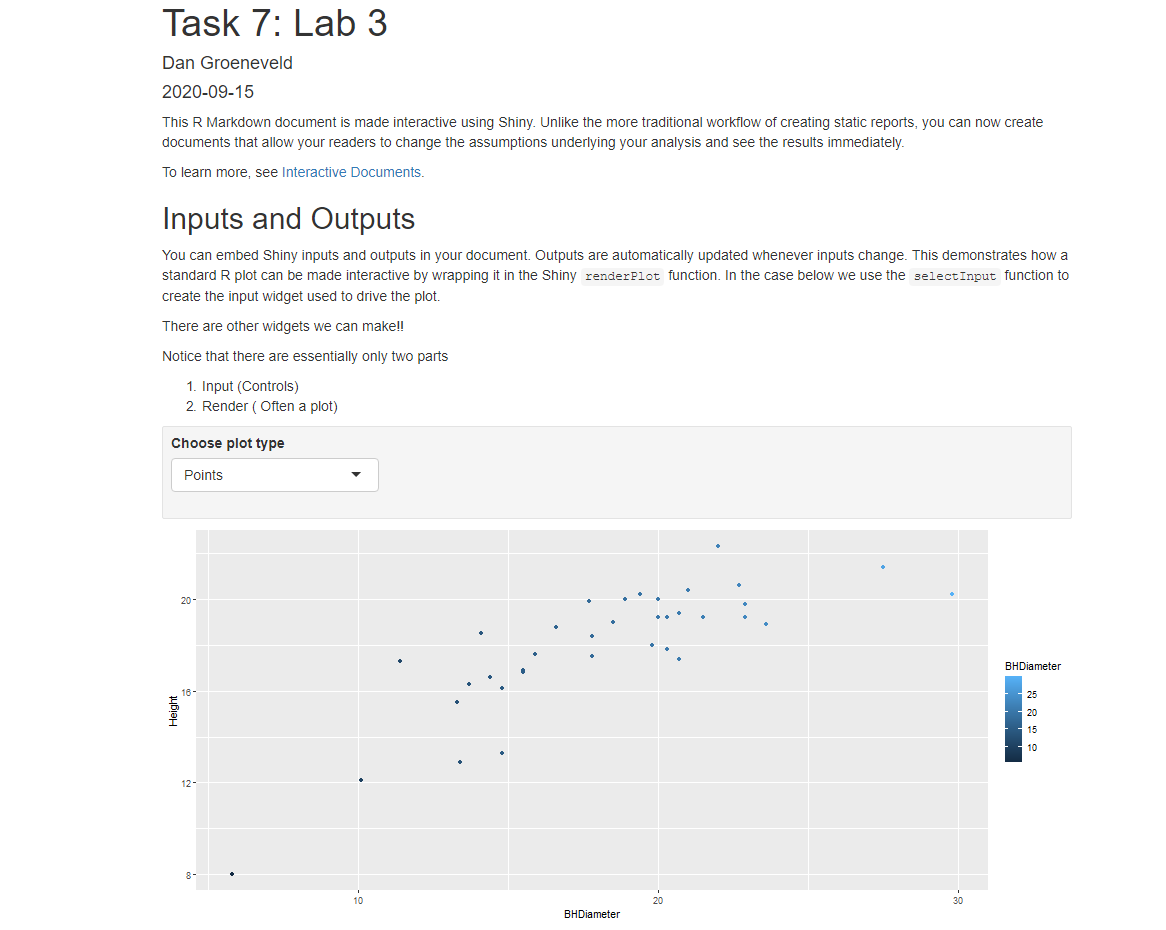 Task 7: Lab 3
Dan Groeneveld
2020-09-15
This R Markdown document is made interactive using Shiny. Unlike the more traditional workflow of creating static reports, you can now create
documents that allow your readers to change the assumptions underlying your analysis and see the results immediately.
To learn more, see Interactive Documents.
Inputs and Outputs
You can embed Shiny inputs and outputs in your document. Outputs are automatically updated whenever inputs change. This demonstrates how a
standard R plot can be made interactive by wrapping it in the Shiny renderPlot function. In the case below we use the selectInput function to
create the input widget used to drive the plot.
There are other widgets we can make!!
Notice that there are essentially only two parts
1. Input (Controls)
2. Render ( Often a plot)
Choose plot type
Points
20
16
12
8
Height
10
20
30
BHDiameter
BHDiameter
25
20
15
10